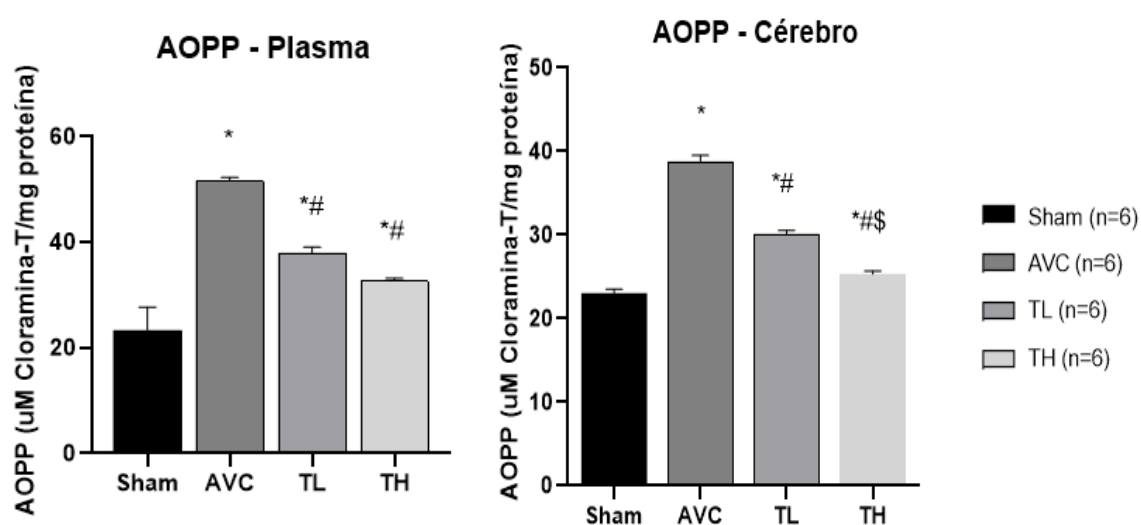 AOPP - Plasma
AOPP (uM Cloramina-T/mg proteína)
60
40
20
0
*
*#
*#
Sham AVC TL TH
AOPP - Cérebro
AOPP (uM Cloramina-T/mg proteína)
50
40
30
20
10
0
*
*#
*#$
Sham AVC TL TH
Sham (n=6)
AVC (n=6)
TL (n=6)
TH (n=6)